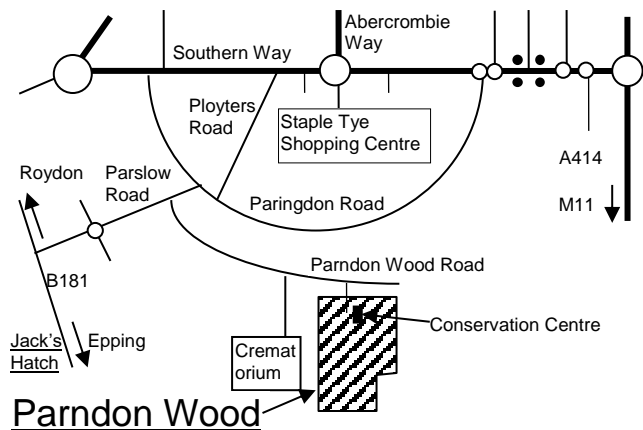 Abercrombie
Way
Southern Way
Ployters
Road
Staple Tye
Shopping Centre
A414
Roydon
Parslow
Road
Paringdon Road
M11
Parndon Wood Road
B181
Conservation Centre
Jack's
Hatch
Epping
Cremat
orium
Parndon Wood